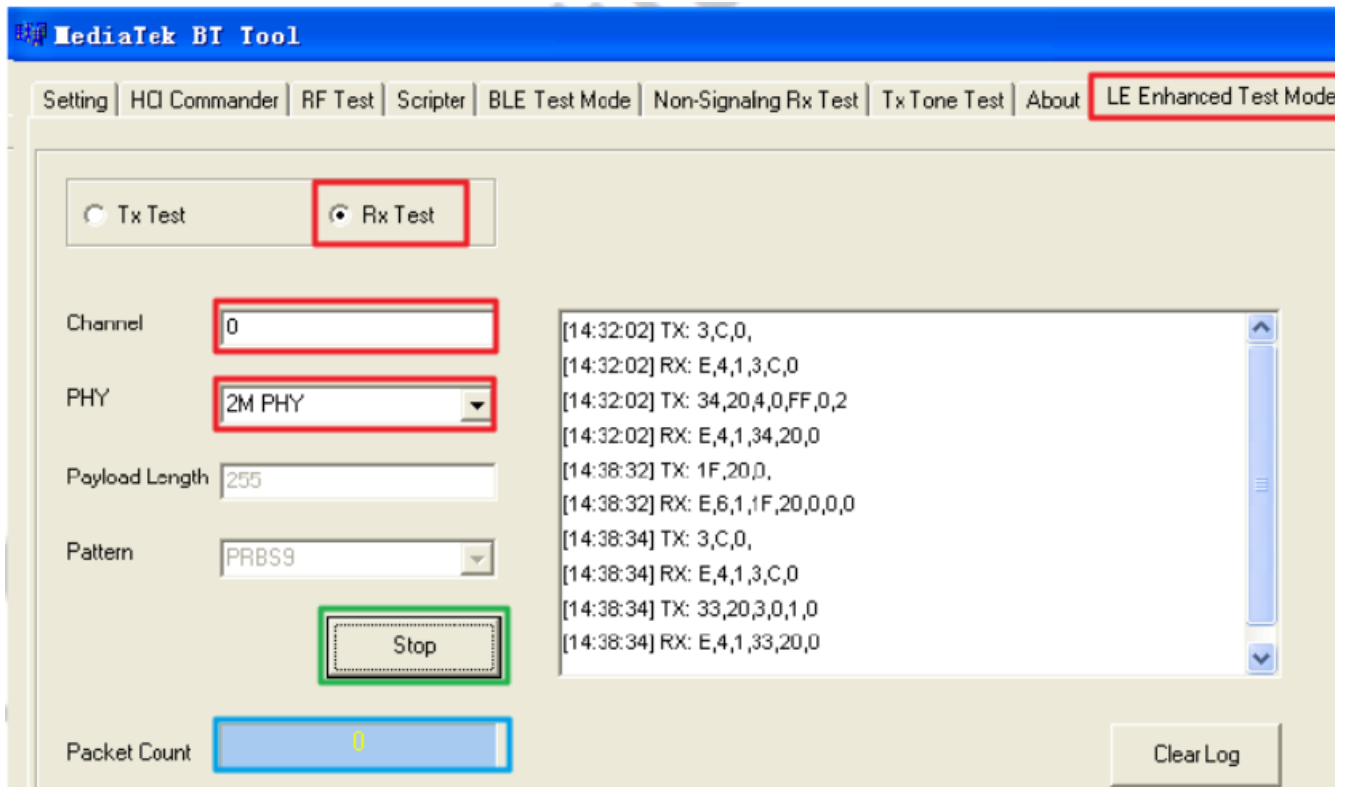 MediaTek BT Tool
Setting HCI Commander RF Test Scripter BLE Test Mode Non-Signalng Rx Test Tx Tone Test About LE Enhanced Test Mode
Tx Test Rx Test
Channel 0
PHY 2M PHY
Payload Length 255
Pattern PRBS9
Stop
Packet Count 0
[14:32:02] TX: 3,C,0,
[14:32:02] RX: E,4,1,3,C,0
[14:32:02] TX: 34,20,4,0,FF,0,2
[14:32:02] RX: E,4,1,34,20,0
[14:38:32] TX: 1F,20,0,
[14:38:32] RX: E,6,1,1F,20,0,0,0
[14:38:34] TX: 3,C,0,
[14:38:34] RX: E,4,1,3,C,0
[14:38:34] TX: 33,20,3,0,1,0
[14:38:34] RX: E,4,1,33,20,0
Clear Log